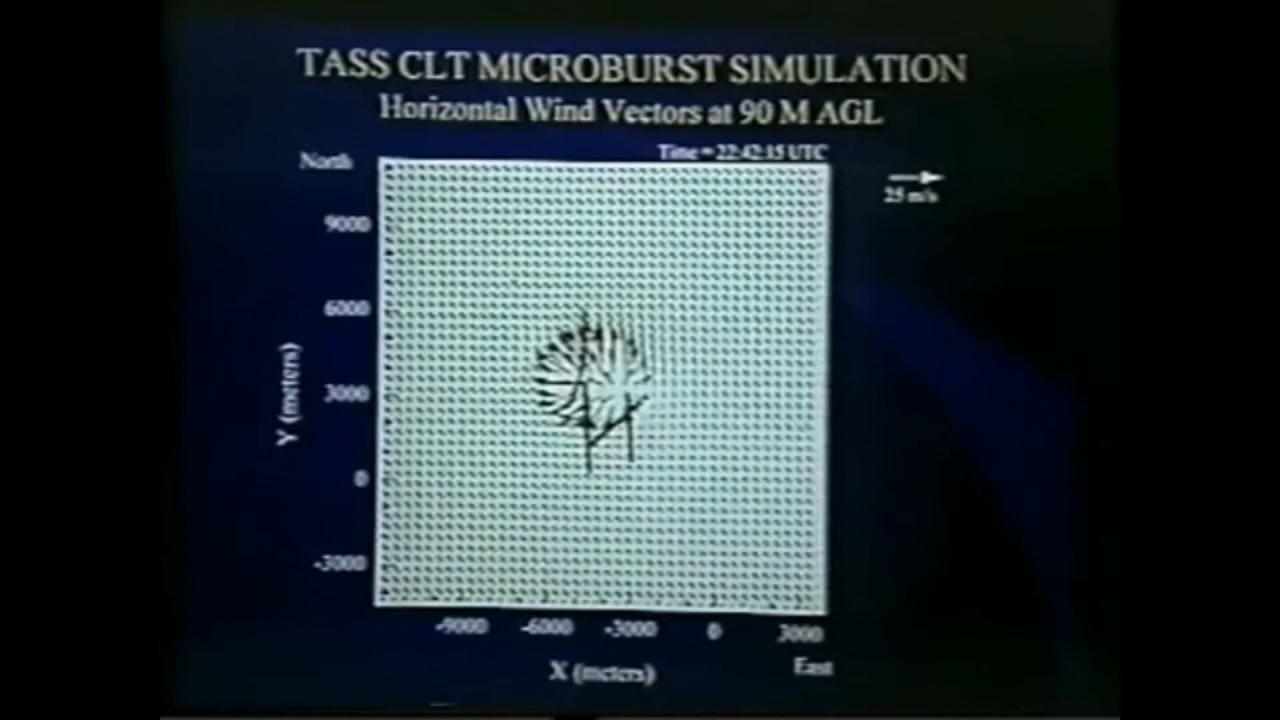 TASS CLT MICROBURST SIMULATION
Horizontal Wind Vectors at 90 M AGL
Time = 22:42:15 UTC
North
25 m/s
9000
6000
3000
Y (meters)
0
-3000
-9000 -6000 -3000 0 3000
X (meters)
East